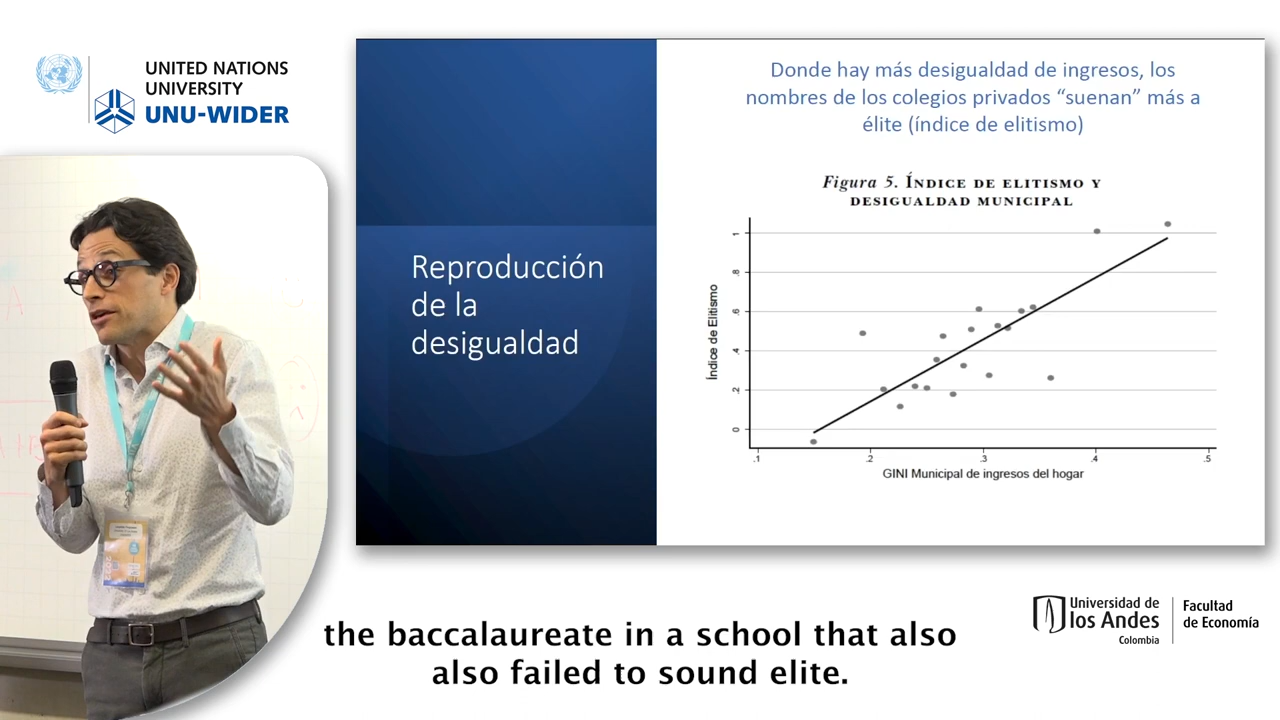 UNITED NATIONS
UNIVERSITY
UNU-WIDER
Donde hay más desigualdad de ingresos, los
nombres de los colegios privados “suenan” más a
élite (índice de elitismo)
Reproducción
de la
desigualdad
Figura 5. ÍNDICE DE ELITISMO Y
DESIGUALDAD MUNICIPAL
Índice de Elitismo
1
.8
.6
.4
.2
0
.1 .2 .3 .4 .5
GINI Municipal de ingresos del hogar
the baccalaureate in a school that also
also failed to sound elite.
Universidad de
los Andes
Colombia
Facultad
de Economía